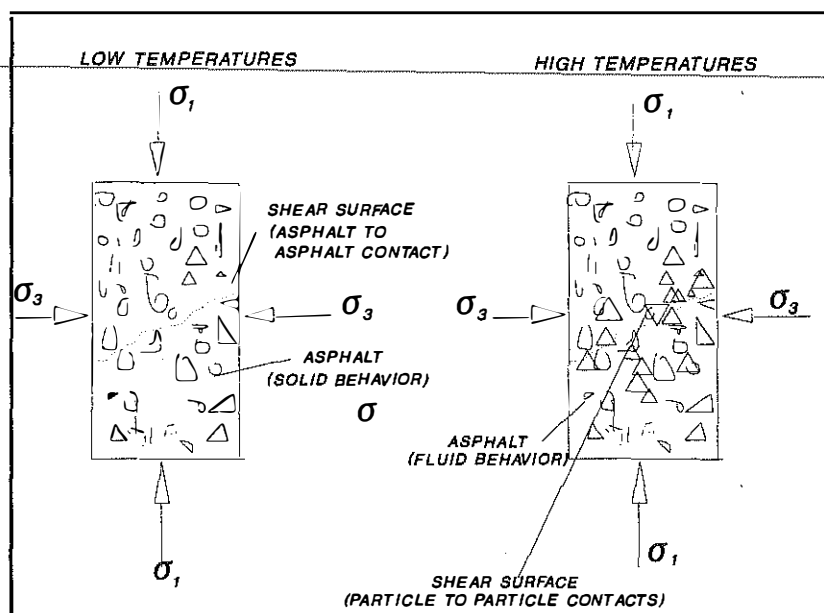 LOW TEMPERATURES
HIGH TEMPERATURES
σ₁
σ₁
SHEAR SURFACE
(ASPHALT TO
ASPHALT CONTACT)
σ₃
σ₃
σ₃
σ₃
ASPHALT
(SOLID BEHAVIOR)
σ
ASPHALT
(FLUID BEHAVIOR)
σ₁
σ₁
SHEAR SURFACE
(PARTICLE TO PARTICLE CONTACTS)